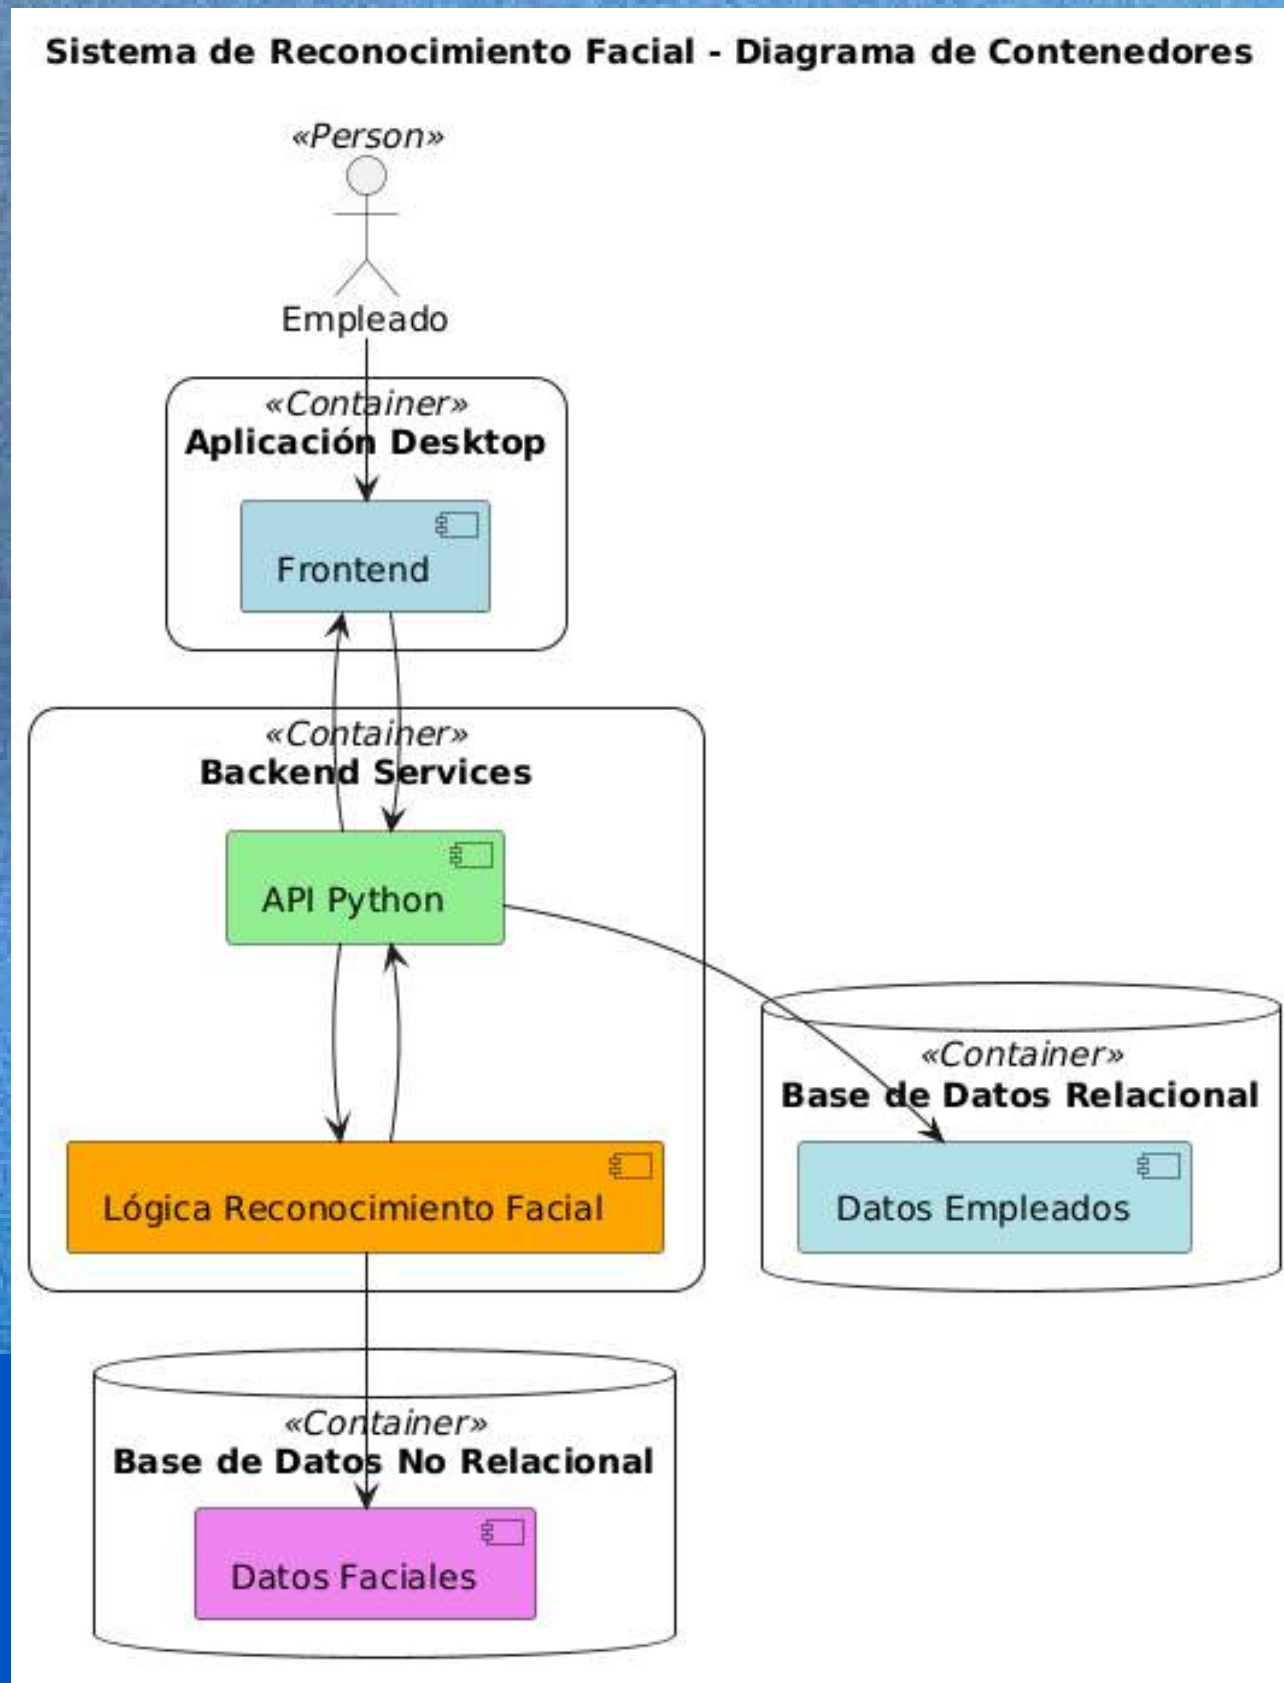 Sistema de Reconocimiento Facial - Diagrama de Contenedores
«Person»
Empleado
«Container»
Aplicación Desktop
Frontend
«Container»
Backend Services
API Python
«Container»
Base de Datos Relacional
Lógica Reconocimiento Facial
Datos Empleados
«Container»
Base de Datos No Relacional
Datos Faciales